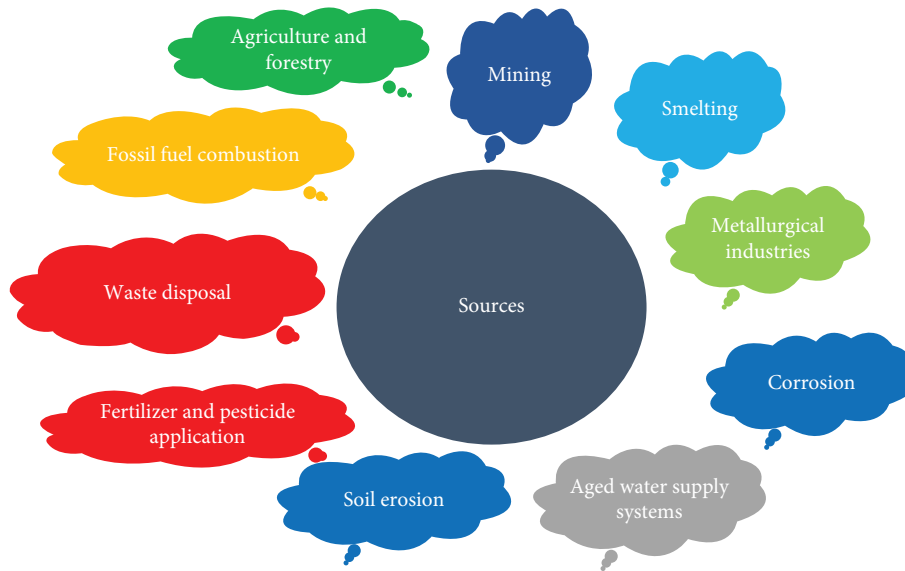 Agriculture and
forestry
Mining
Smelting
Fossil fuel combustion
Metallurgical
industries
Waste disposal
Sources
Corrosion
Fertilizer and pesticide
application
Soil erosion
Aged water supply
systems